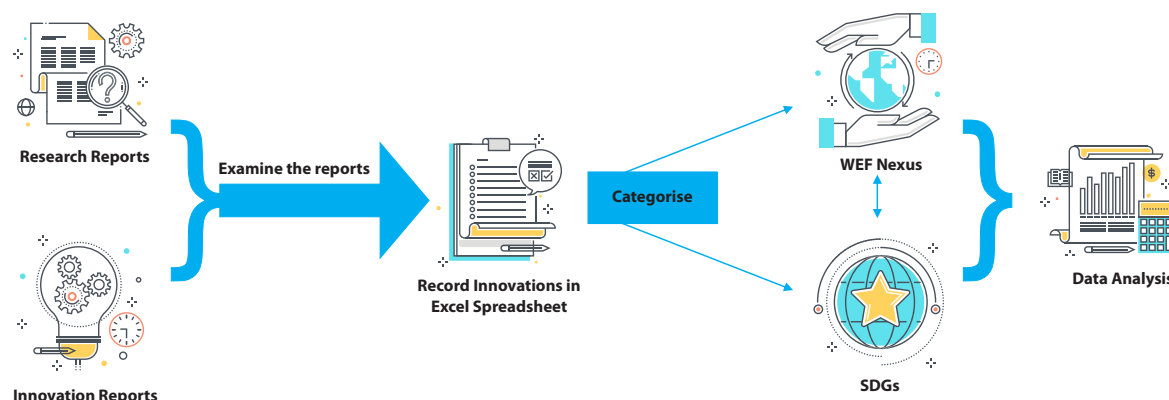 Research Reports
Innovation Reports
Examine the reports
Record Innovations in
Excel Spreadsheet
Categorise
WEF Nexus
SDGs
Data Analysis